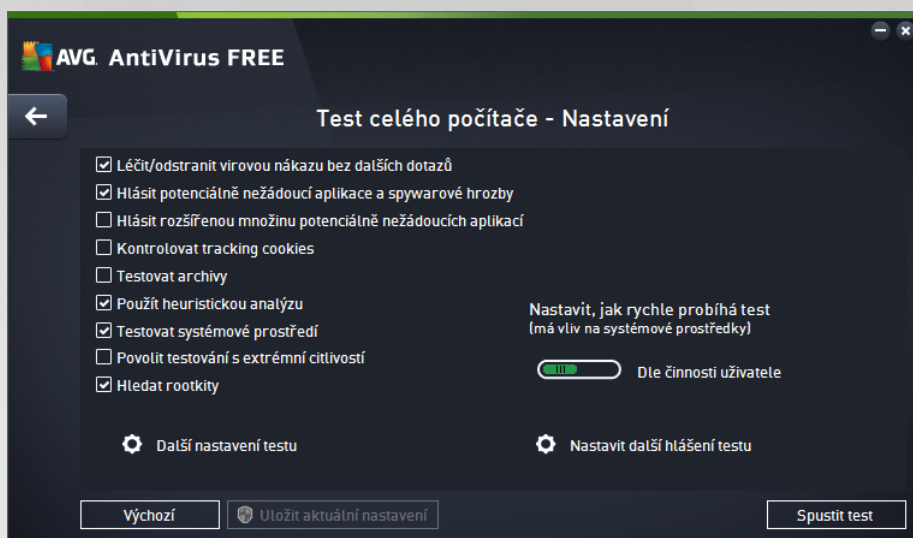 AVG. AntiVirus FREE
Test celého počítače - Nastavení
Léčit/odstranit virovou nákazu bez dalších dotazů
Hlásit potenciálně nežádoucí aplikace a spywarové hrozby
Hlásit rozšířenou množinu potenciálně nežádoucích aplikací
Kontrolovat tracking cookies
Testovat archivy
Použít heuristickou analýzu
Testovat systémové prostředí
Povolit testování s extrémní citlivostí
Hledat rootkity
Nastavit, jak rychle probíhá test
(má vliv na systémové prostředky)
Dle činnosti uživatele
Další nastavení testu
Nastavit další hlášení testu
Výchozí
Uložit aktuální nastavení
Spustit test